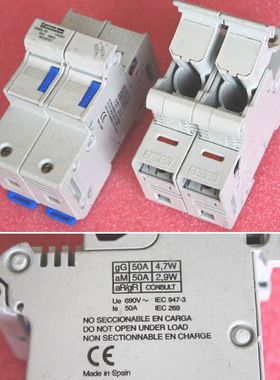 gG 50A 4,7W
aM 50A 2,9W
aR/gR CONSULT
Ue 690V~ IEC 947-3
Ie 50A IEC 269
NO SECCIONABLE EN CARGA
DO NOT OPEN UNDER LOAD
NON SECTIONNABLE EN CHARGE
CE
Made in Spain